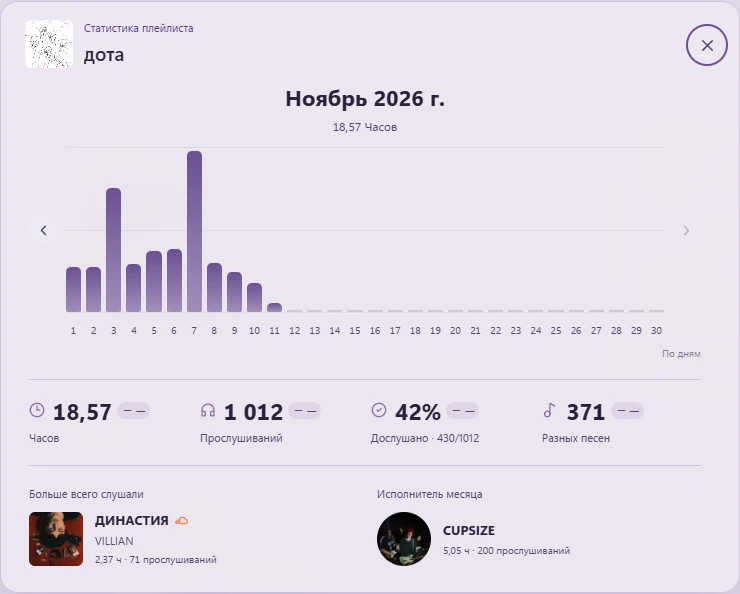 Статистика плейлиста
дота
Ноябрь 2026 г.
18,57 Часов
1 2 3 4 5 6 7 8 9 10 11 12 13 14 15 16 17 18 19 20 21 22 23 24 25 26 27 28 29 30
По дням
18,57 — — 1 012 — — 42% — — 371 — —
Часов Прослушиваний Дослушано · 430/1012 Разных песен
Больше всего слушали Исполнитель месяца
ДИНАСТИЯ
VILLIAN
2,37 ч · 71 прослушиваний
CUPSIZE
5,05 ч · 200 прослушиваний